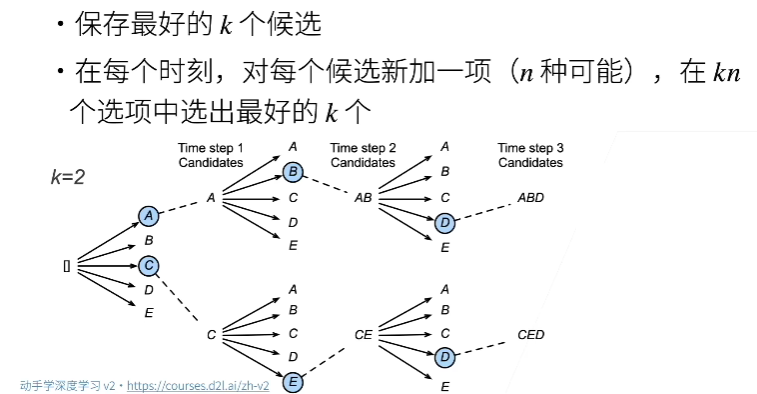 • 保存最好的 k 个候选
• 在每个时刻，对每个候选新加一项（n 种可能），在 kn
个选项中选出最好的 k 个
k=2
Time step 1
Candidates
Time step 2
Candidates
Time step 3
Candidates
[]
A
B
C
D
E
A
A
B
C
D
E
AB
A
B
C
D
E
ABD
C
A
B
C
D
E
CE
A
B
C
D
E
CED
动手学深度学习 v2 • https://courses.d2l.ai/zh-v2